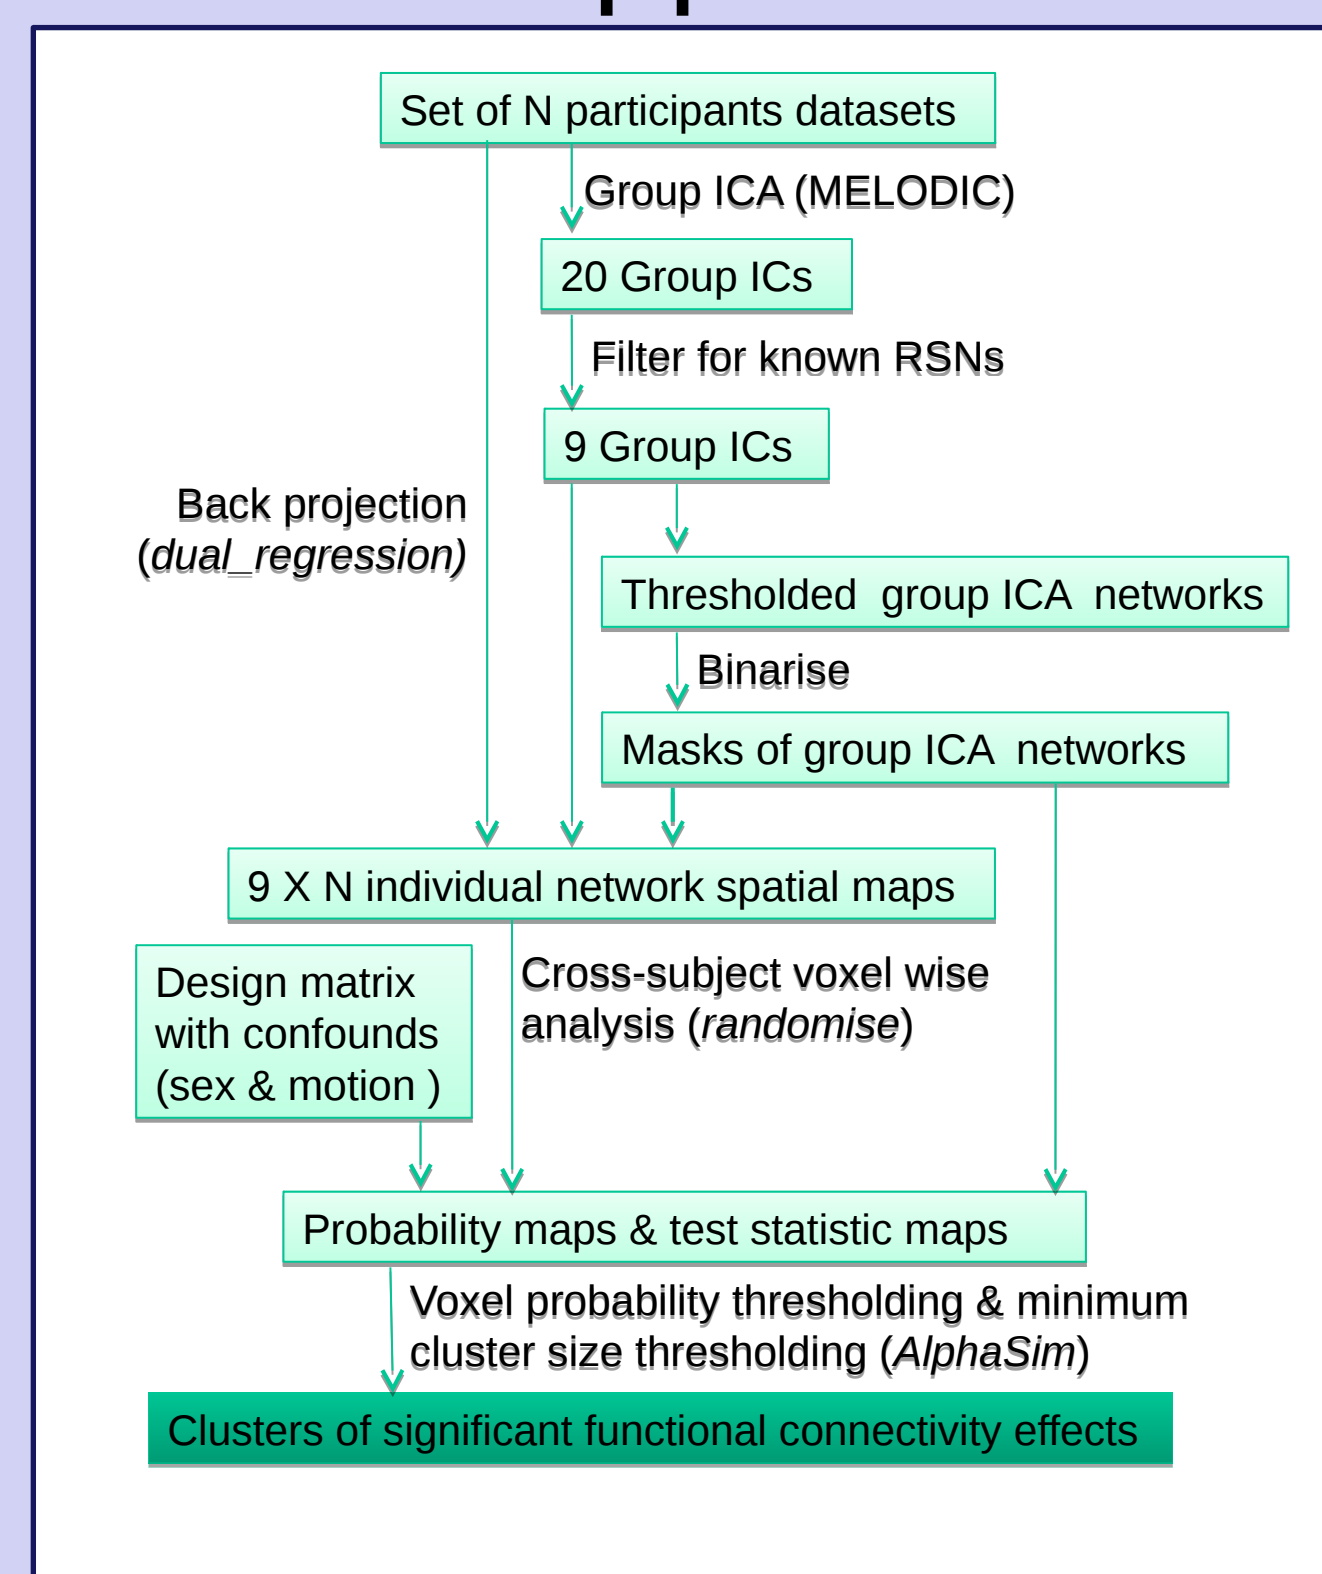 Set of N participants datasets
Group ICA (MELODIC)
20 Group ICs
Filter for known RSNs
9 Group ICs
Back projection
(dual_regression)
Thresholded group ICA networks
Binarise
Masks of group ICA networks
9 X N individual network spatial maps
Design matrix
with confounds
(sex & motion )
Cross-subject voxel wise
analysis (randomise)
Probability maps & test statistic maps
Voxel probability thresholding & minimum
cluster size thresholding (AlphaSim)
Clusters of significant functional connectivity effects